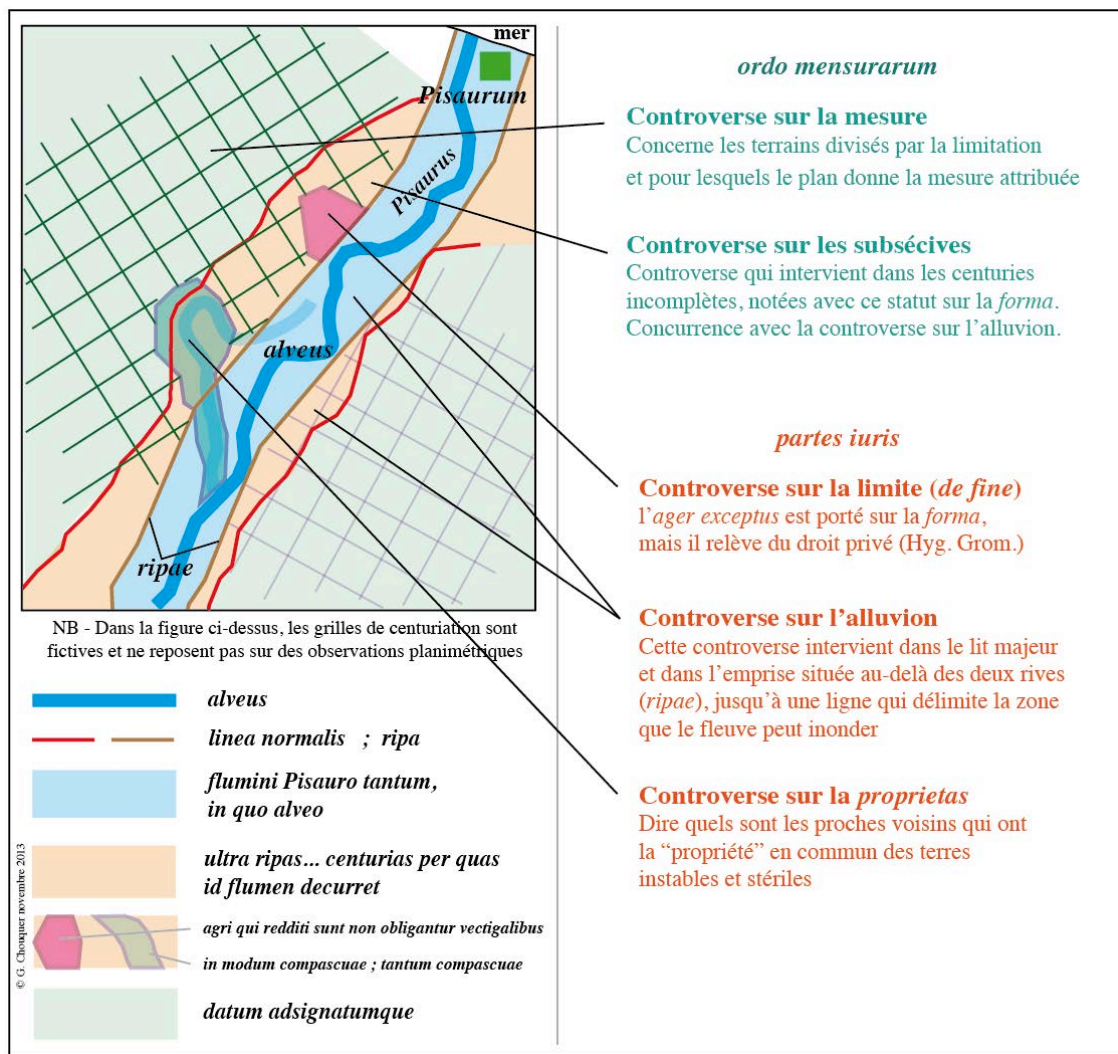 mer
Pisaurum
Pisaurus
alveus
ripae
NB - Dans la figure ci-dessus, les grilles de centuriation sont
fictives et ne reposent pas sur des observations planimétriques
alveus
linea normalis ; ripa
flumini Pisauro tantum,
in quo alveo
ultra ripas... centurias per quas
id flumen decurret
agri qui redditi sunt non obligantur vectigalibus
in modum compascuae ; tantum compascuae
datum adsignatumque
© G. Chouquer novembre 2013
ordo mensurarum
Controverse sur la mesure
Concerne les terrains divisés par la limitation
et pour lesquels le plan donne la mesure attribuée
Controverse sur les subsécives
Controverse qui intervient dans les centuries
incomplètes, notées avec ce statut sur la forma.
Concurrence avec la controverse sur l’alluvion.
partes iuris
Controverse sur la limite (de fine)
l’ager exceptus est porté sur la forma,
mais il relève du droit privé (Hyg. Grom.)
Controverse sur l’alluvion
Cette controverse intervient dans le lit majeur
et dans l’emprise située au-delà des deux rives
(ripae), jusqu’à une ligne qui délimite la zone
que le fleuve peut inonder
Controverse sur la proprietas
Dire quels sont les proches voisins qui ont
la “propriété” en commun des terres
instables et stériles